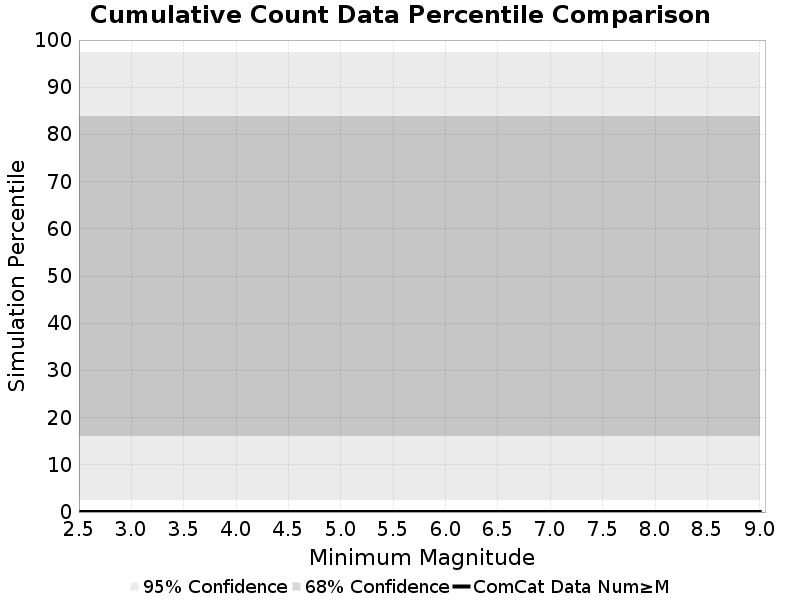 Cumulative Count Data Percentile Comparison
Simulation Percentile
100
90
80
70
60
50
40
30
20
10
0
2.5 3.0 3.5 4.0 4.5 5.0 5.5 6.0 6.5 7.0 7.5 8.0 8.5 9.0
Minimum Magnitude
95% Confidence 68% Confidence ComCat Data Num≥M